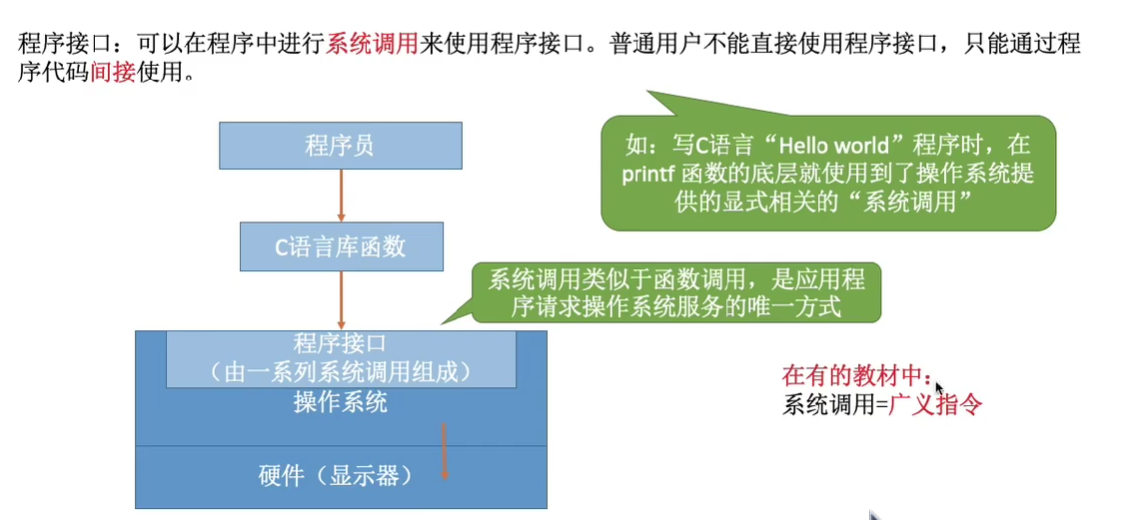 程序接口：可以在程序中进行系统调用来使用程序接口。普通用户不能直接使用程序接口，只能通过程
序代码间接使用。
程序员
如：写C语言“Hello world”程序时，在
printf 函数的底层就使用到了操作系统提
供的显式相关的“系统调用”
C语言库函数
系统调用类似于函数调用，是应用程
序请求操作系统服务的唯一方式
程序接口
（由一系列系统调用组成）
操作系统
在有的教材中：
系统调用=广义指令
硬件（显示器）